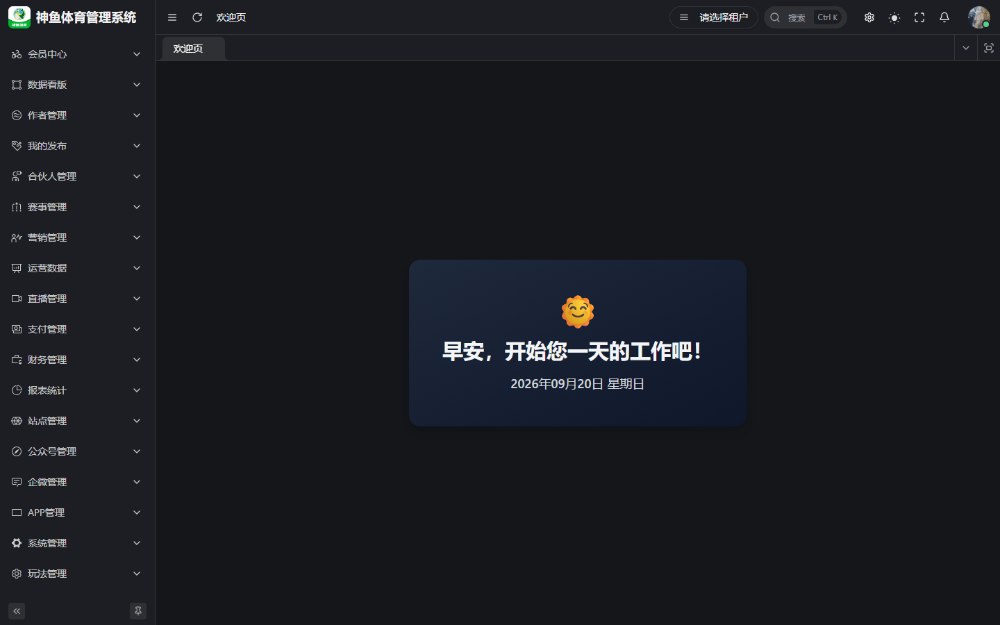 神鱼体育管理系统
欢迎页
请选择租户
搜索
Ctrl K
欢迎页
会员中心
数据看版
作者管理
我的发布
合伙人管理
赛事管理
营销管理
运营数据
直播管理
支付管理
财务管理
报表统计
站点管理
公众号管理
企微管理
APP管理
系统管理
玩法管理
早安，开始您一天的工作吧！
2026年09月20日 星期日